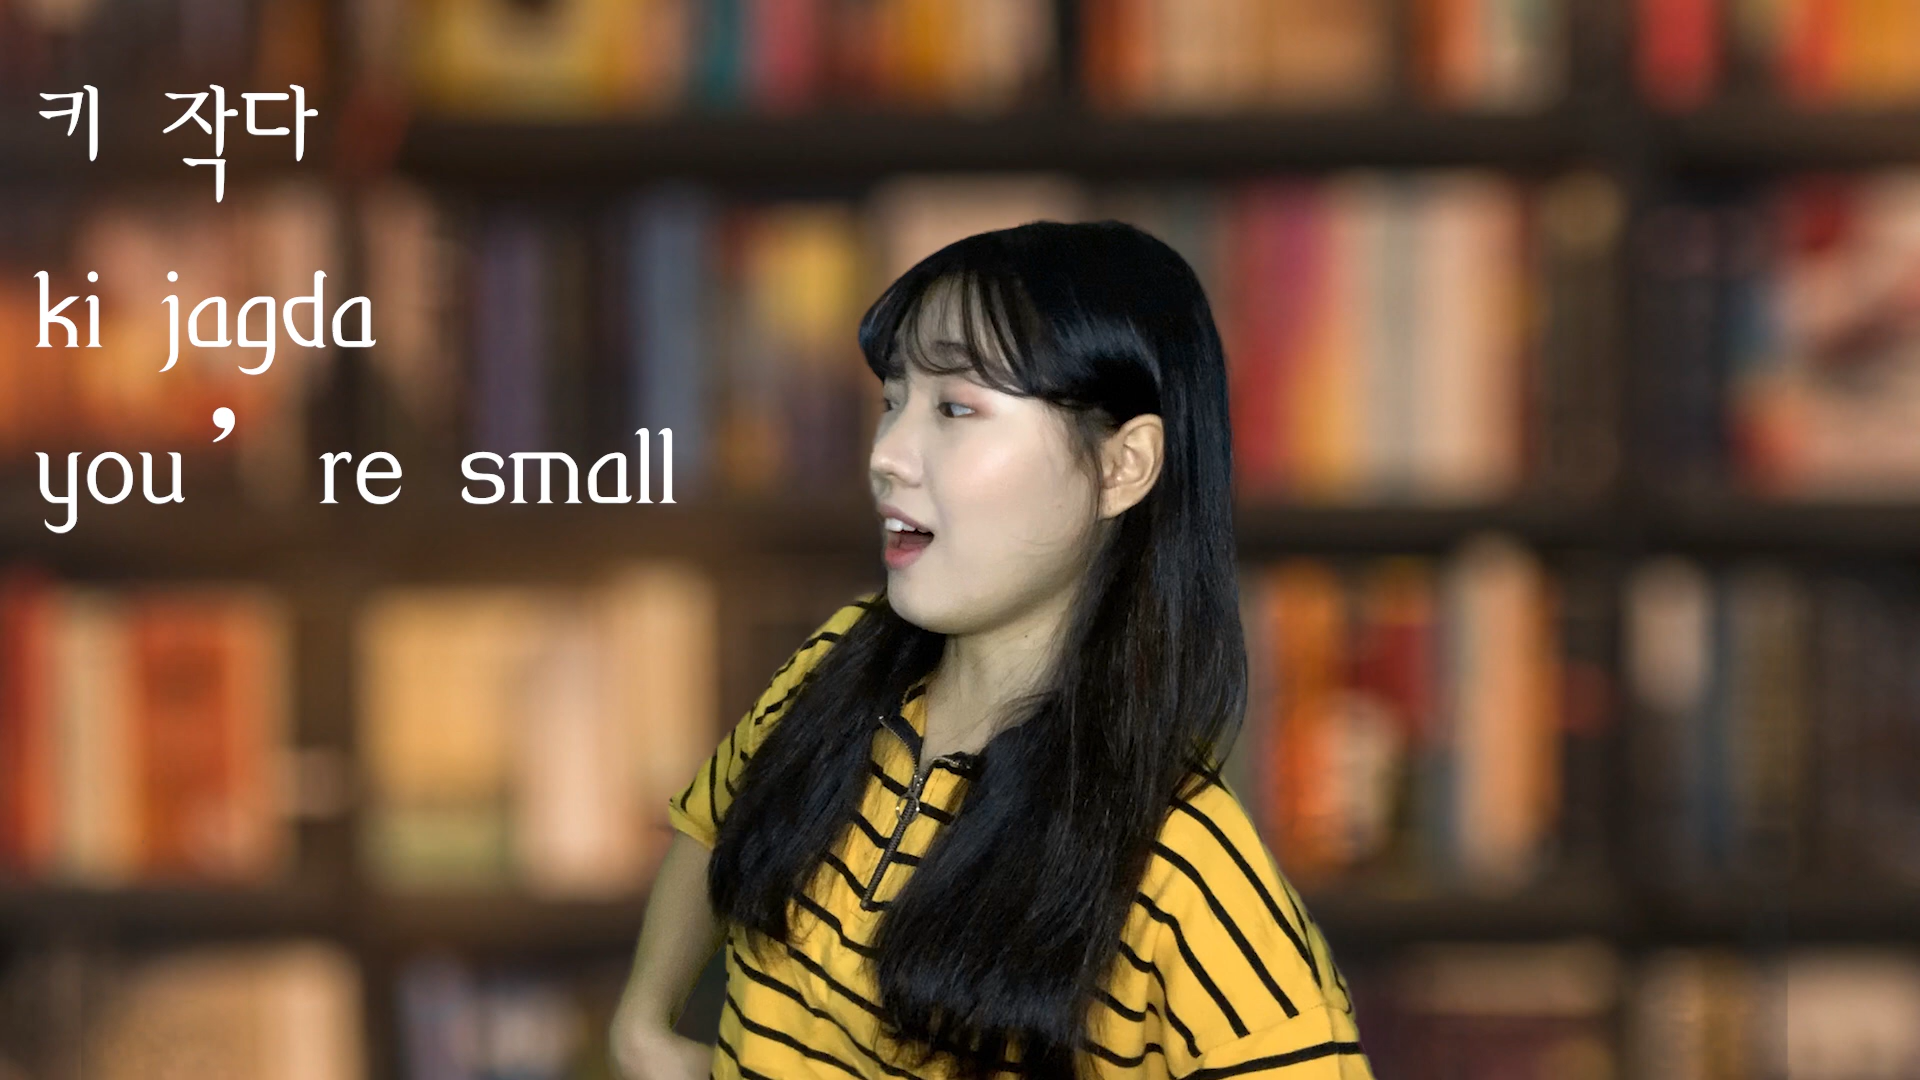 키 작다
ki jagda
you’ re small